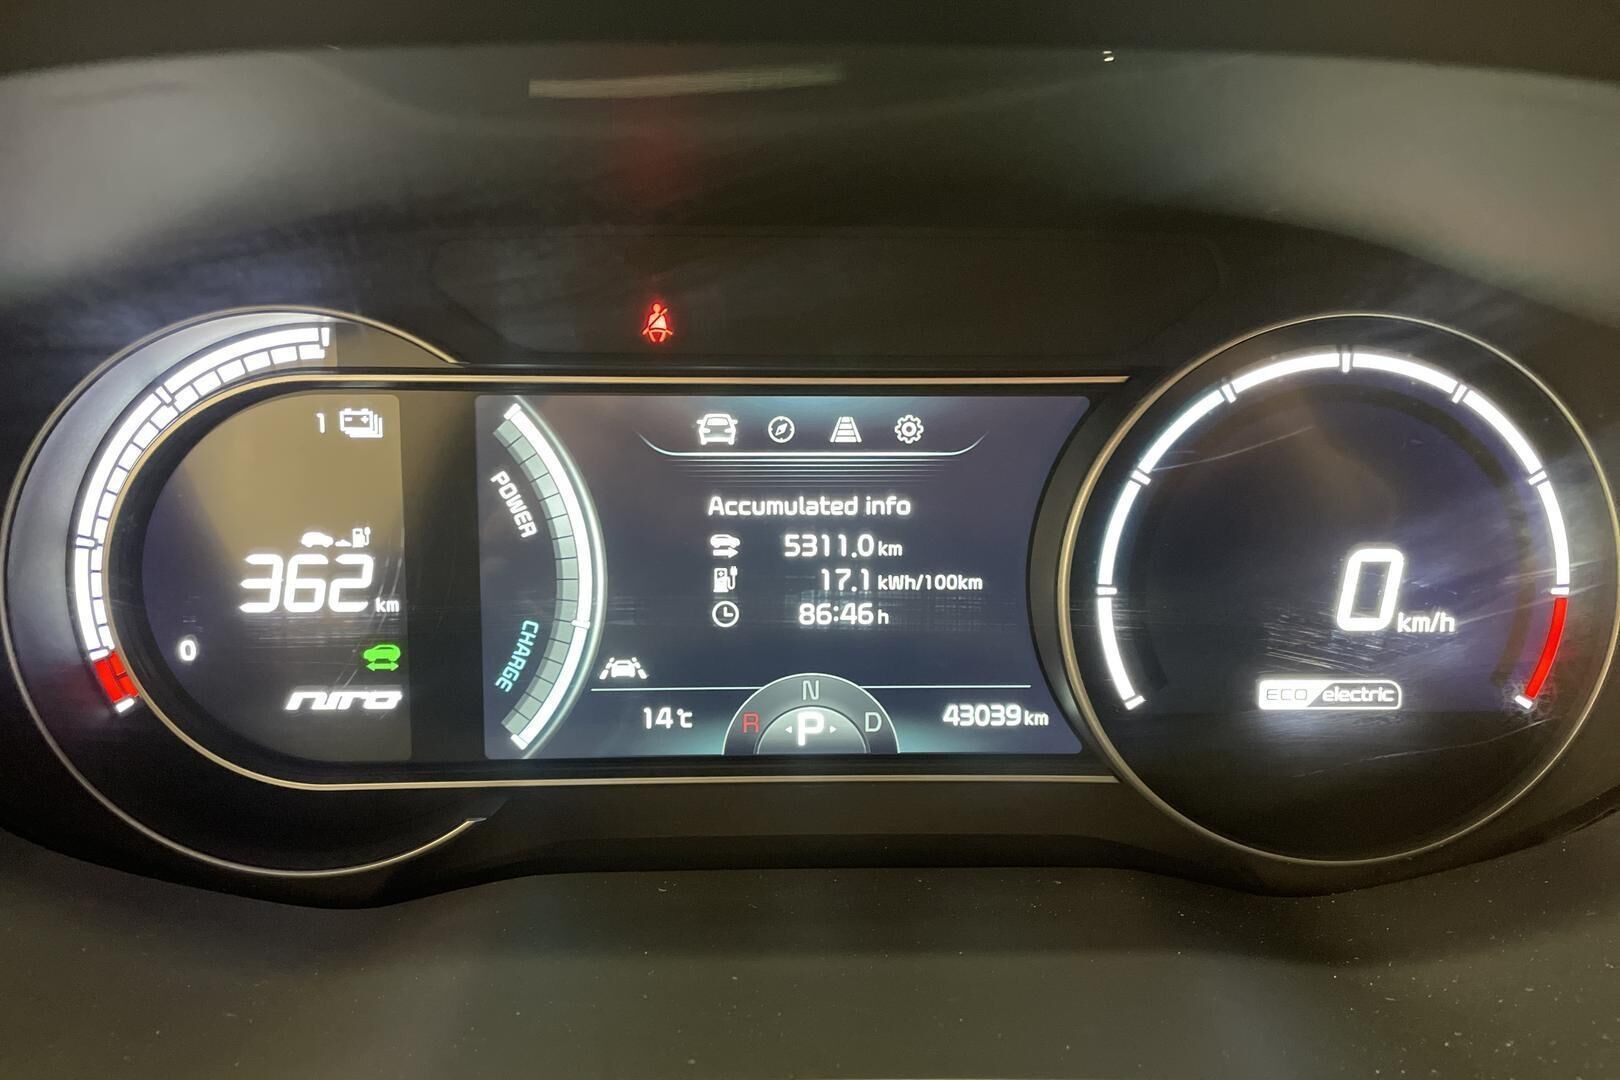 1
362 km
0
NIRO
POWER
CHARGE
Accumulated info
5311.0 km
17.1 kWh/100km
86:46 h
14°C
N
R P D
43039 km
0 km/h
ECO electric